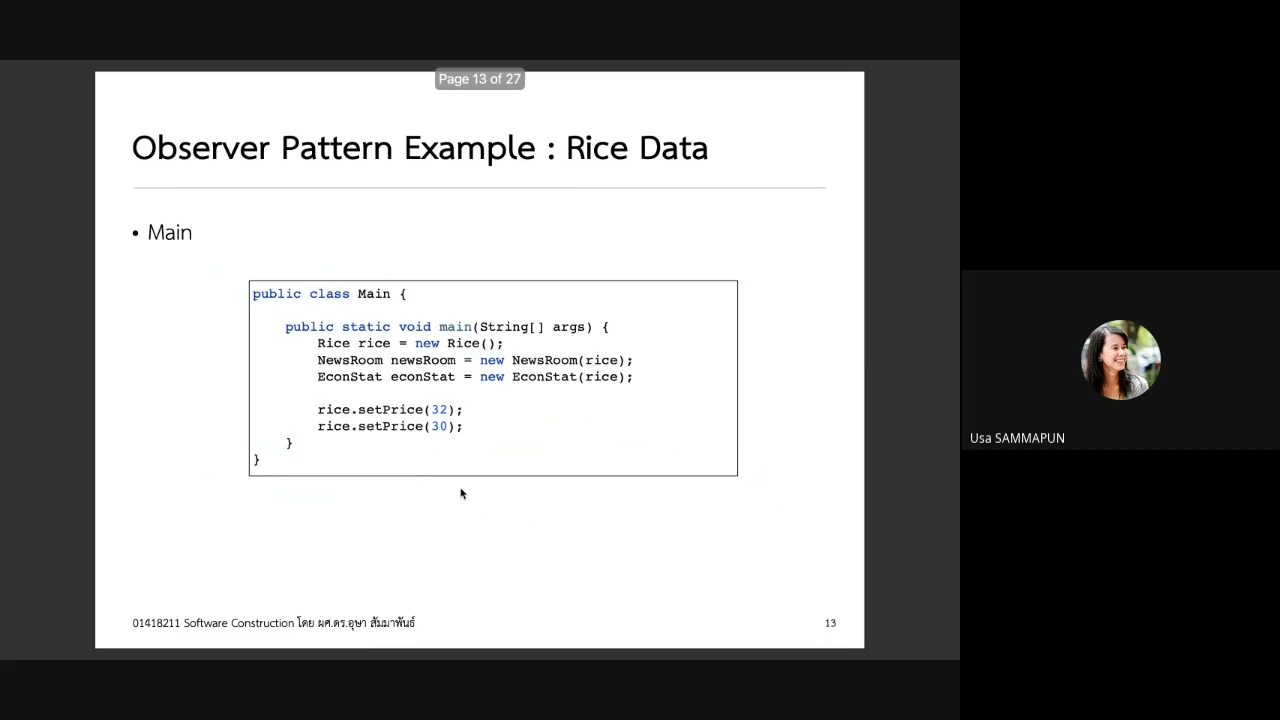 Page 13 of 27
Observer Pattern Example : Rice Data
• Main
public class Main {
public static void main(String[] args) {
Rice rice = new Rice();
NewsRoom newsRoom = new NewsRoom(rice);
EconStat econStat = new EconStat(rice);
rice.setPrice(32);
rice.setPrice(30);
}
}
01418211 Software Construction โดย ผศ.ดร.อุษา สัมมาพันธ์
13
Usa SAMMAPUN